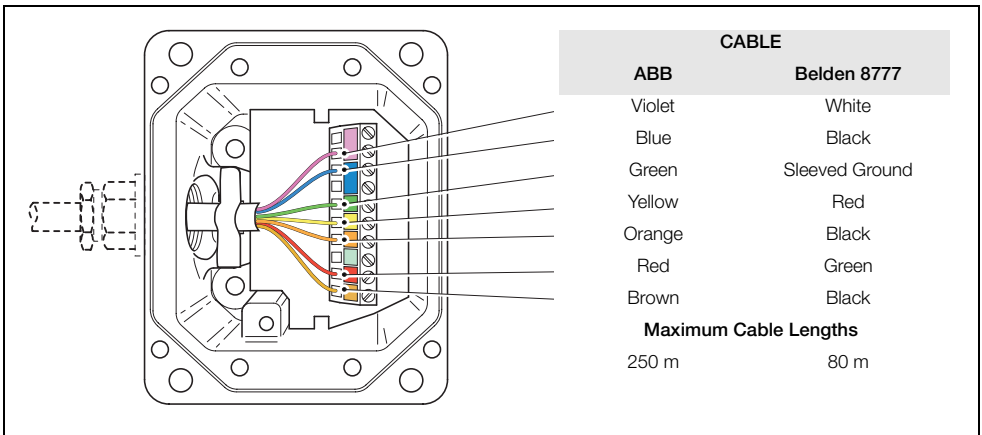 CABLE
ABB Belden 8777
Violet White
Blue Black
Green Sleeved Ground
Yellow Red
Orange Black
Red Green
Brown Black
Maximum Cable Lengths
250 m 80 m